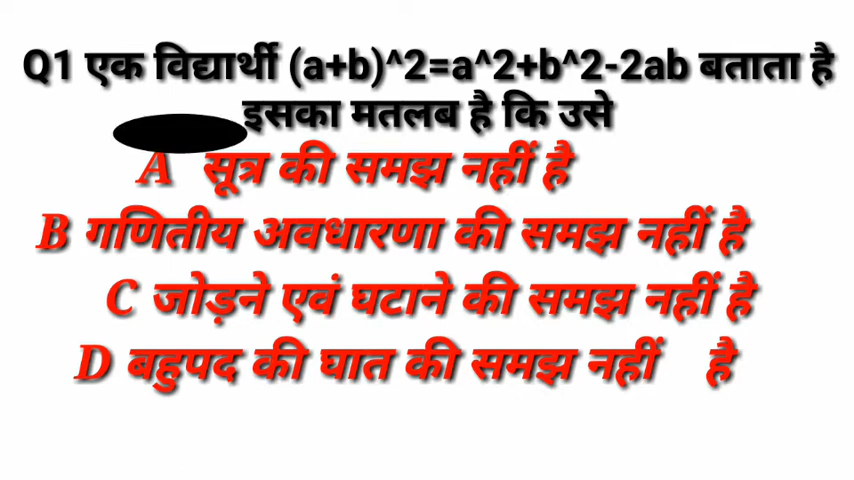 Q1 एक विद्यार्थी (a+b)^2=a^2+b^2-2ab बताता है
इसका मतलब है कि उसे
A सूत्र की समझ नहीं है
B गणितीय अवधारणा की समझ नहीं है
C जोड़ने एवं घटाने की समझ नहीं है
D बहुपद की घात की समझ नहीं है